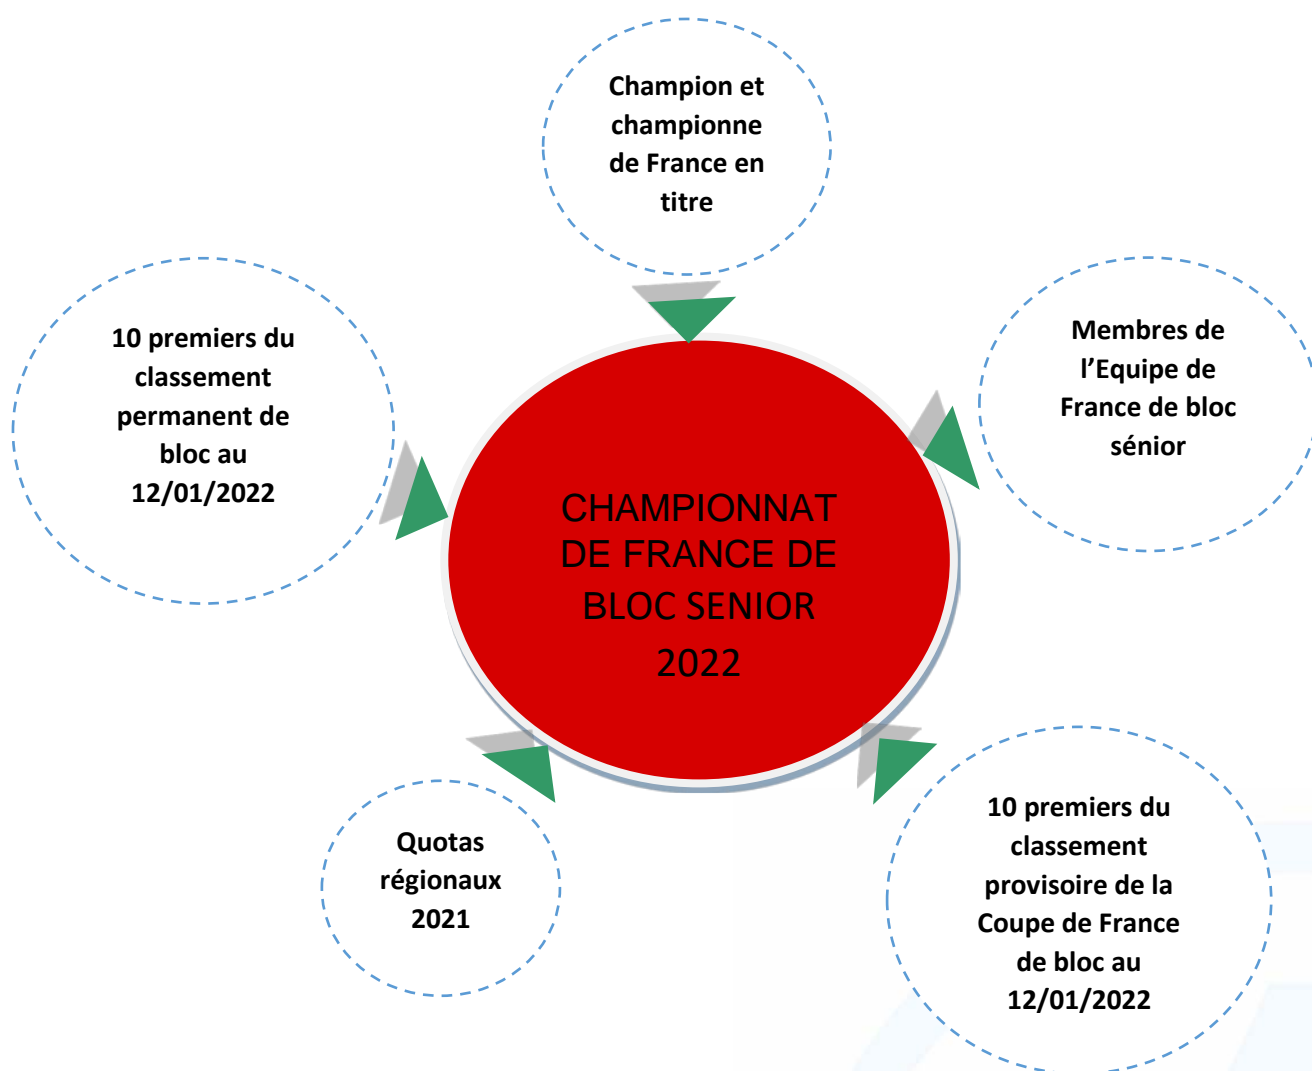 Champion et
championne
de France en
titre
10 premiers du
classement
permanent de
bloc au
12/01/2022
Membres de
l’Equipe de
France de bloc
sénior
CHAMPIONNAT
DE FRANCE DE
BLOC SENIOR
2022
Quotas
régionaux
2021
10 premiers du
classement
provisoire de la
Coupe de France
de bloc au
12/01/2022